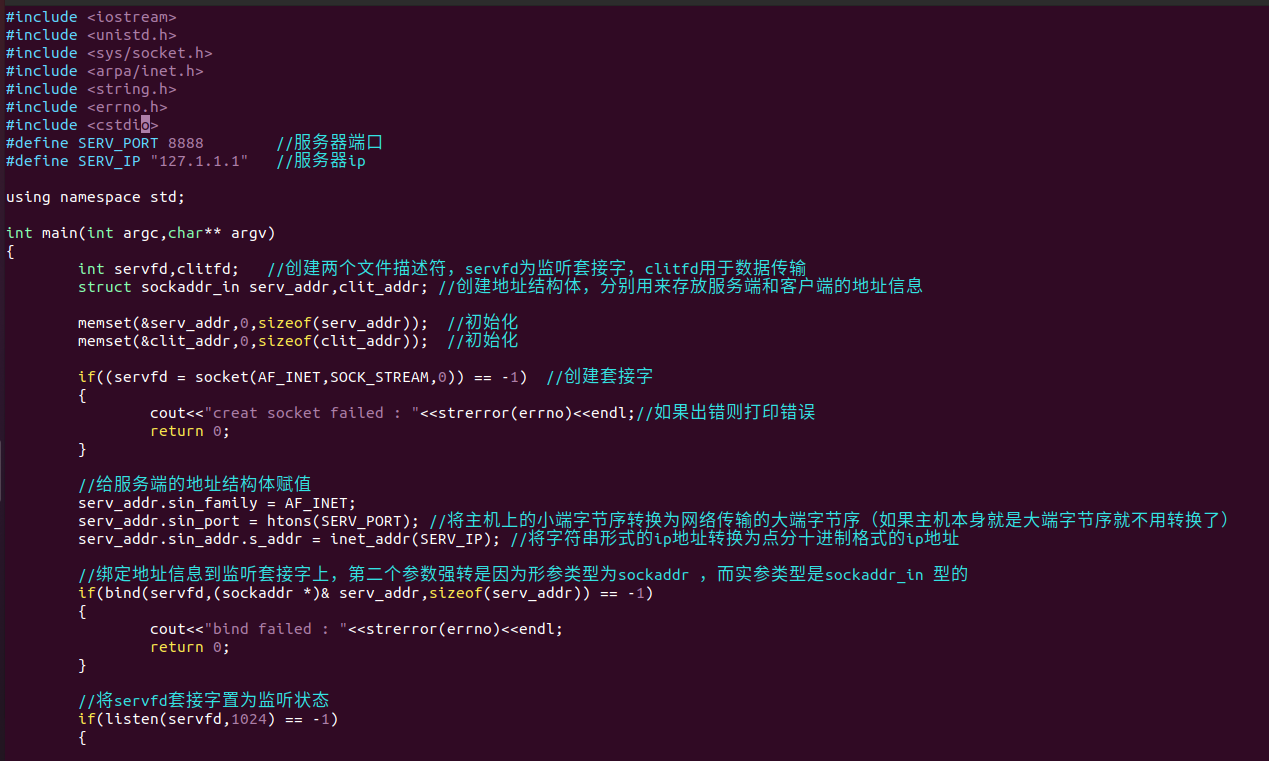 #include <iostream>
#include <unistd.h>
#include <sys/socket.h>
#include <arpa/inet.h>
#include <string.h>
#include <errno.h>
#include <cstdio>
#define SERV_PORT 8888        //服务器端口
#define SERV_IP "127.1.1.1"   //服务器ip

using namespace std;

int main(int argc,char** argv)
{
        int servfd,clitfd;   //创建两个文件描述符，servfd为监听套接字，clitfd用于数据传输
        struct sockaddr_in serv_addr,clit_addr; //创建地址结构体，分别用来存放服务端和客户端的地址信息

        memset(&serv_addr,0,sizeof(serv_addr));  //初始化
        memset(&clit_addr,0,sizeof(clit_addr));  //初始化

        if((servfd = socket(AF_INET,SOCK_STREAM,0)) == -1)  //创建套接字
        {
                cout<<"creat socket failed : "<<strerror(errno)<<endl;//如果出错则打印错误
                return 0;
        }

        //给服务端的地址结构体赋值
        serv_addr.sin_family = AF_INET;
        serv_addr.sin_port = htons(SERV_PORT); //将主机上的小端字节序转换为网络传输的大端字节序（如果主机本身就是大端字节序就不用转换了）
        serv_addr.sin_addr.s_addr = inet_addr(SERV_IP); //将字符串形式的ip地址转换为点分十进制格式的ip地址

        //绑定地址信息到监听套接字上，第二个参数强转是因为形参类型为sockaddr ，而实参类型是sockaddr_in 型的
        if(bind(servfd,(sockaddr *)& serv_addr,sizeof(serv_addr)) == -1)
        {
                cout<<"bind failed : "<<strerror(errno)<<endl;
                return 0;
        }

        //将servfd套接字置为监听状态
        if(listen(servfd,1024) == -1)
        {